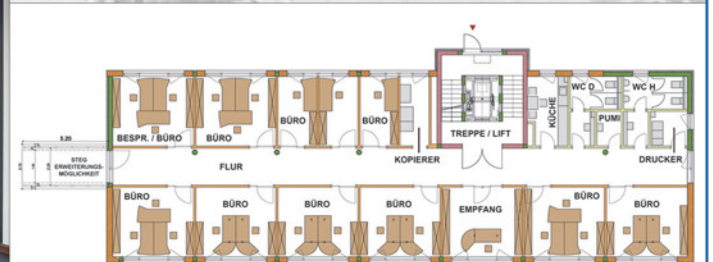 WC D
WC H
BÜRO
BÜRO
KÜCHE
PUMI
BESPR. / BÜRO
BÜRO
TREPPE / LIFT
5.20
STEG
ERWEITERUNGS-
MÖGLICHKEIT
FLUR
KOPIERER
DRUCKER
BÜRO
BÜRO
BÜRO
BÜRO
EMPFANG
BÜRO
BÜRO